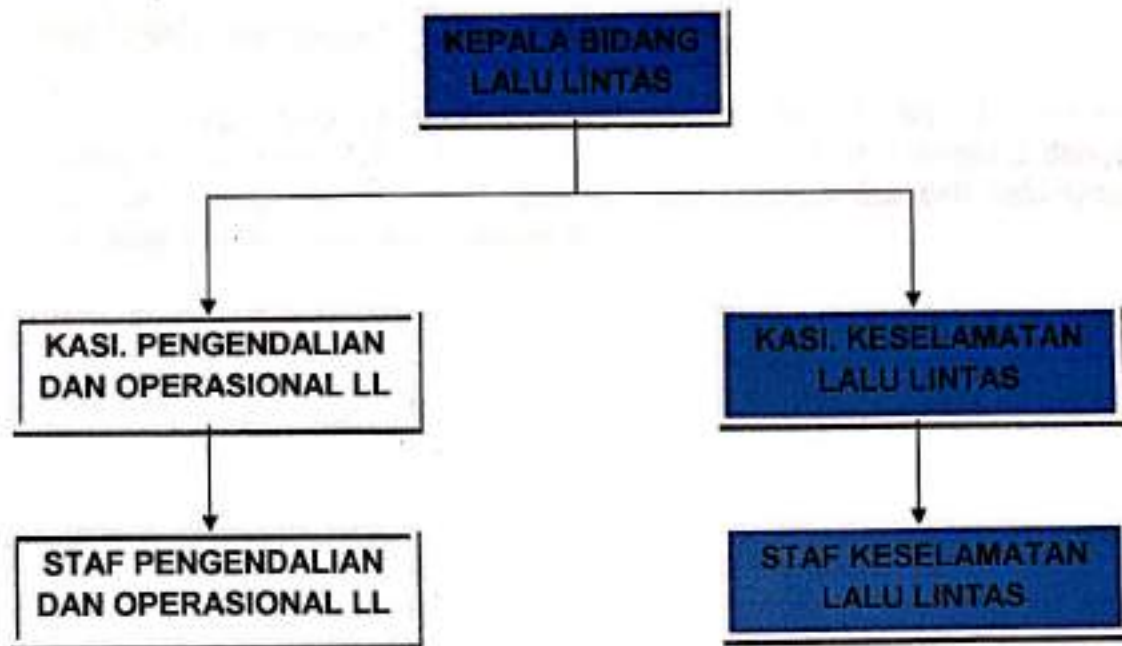 KEPALA BIDANG
LALU LINTAS
KASI. PENGENDALIAN
DAN OPERASIONAL LL
KASI. KESELAMATAN
LALU LINTAS
STAF PENGENDALIAN
DAN OPERASIONAL LL
STAF KESELAMATAN
LALU LINTAS